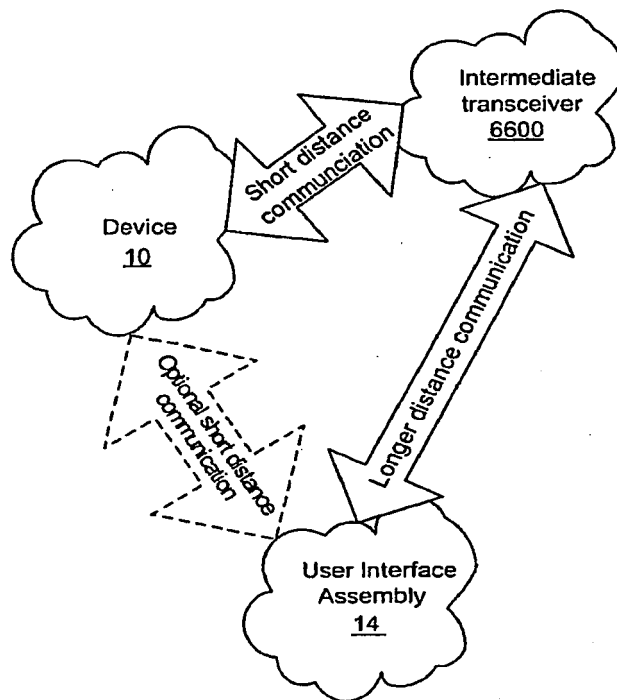 Intermediate
transceiver
6600
Short distance
communciation
Device
10
Longer distance communication
Optional short distance
communication
User Interface
Assembly
14